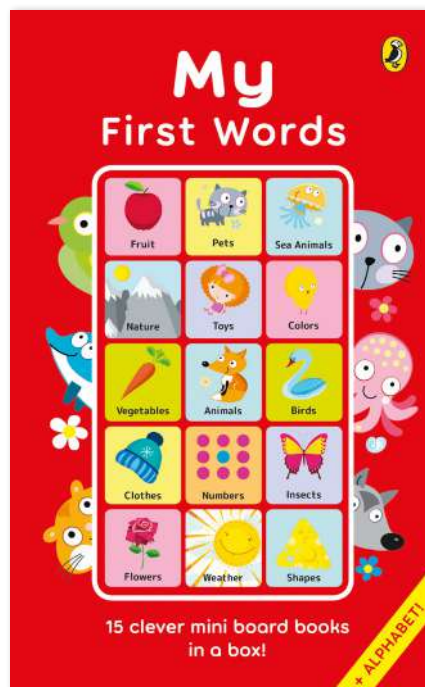 My
First Words
Fruit
Pets
Sea Animals
Nature
Toys
Colors
Vegetables
Animals
Birds
Clothes
Numbers
Insects
Flowers
Weather
Shapes
15 clever mini board books
in a box!
+ ALPHABET!